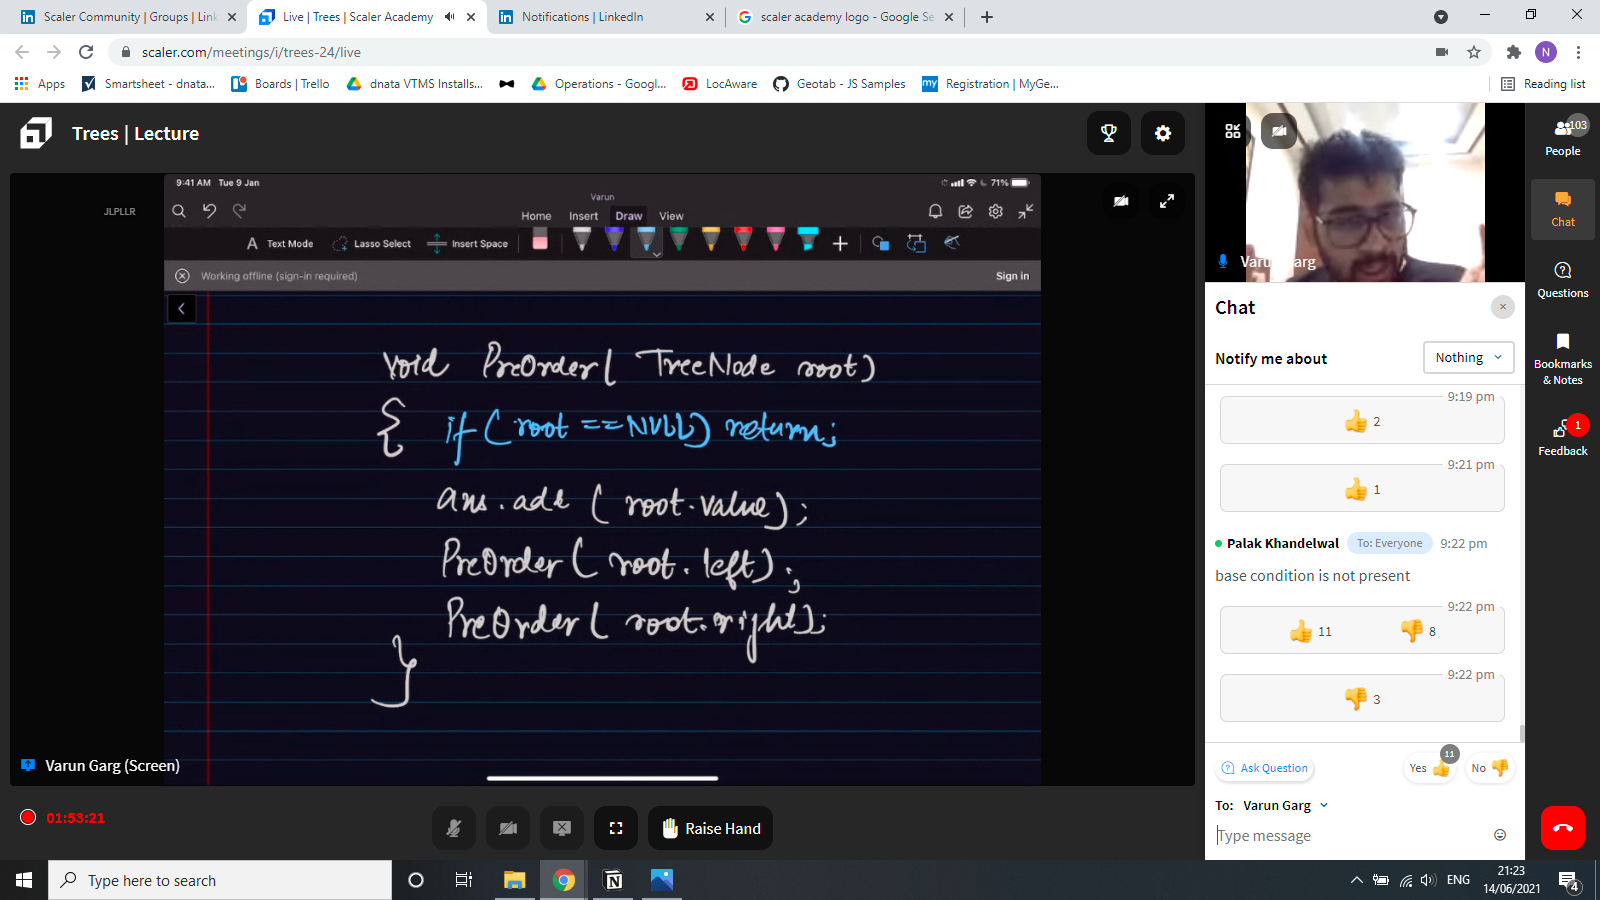 Scaler Community | Groups | Link
Live | Trees | Scaler Academy
Notifications | LinkedIn
scaler academy logo - Google Se
scaler.com/meetings/i/trees-24/live
N
Apps
Smartsheet - dnata...
Boards | Trello
dnata VTMS Installs...
Operations - Googl...
LocAware
Geotab - JS Samples
my
Registration | MyGe...
Reading list
Trees | Lecture
JLPLLR
9:41 AM Tue 9 Jan
71%
Varun
Home Insert Draw View
A Text Mode
Lasso Select
Insert Space
Working offline (sign-in required)
Sign in
void PreOrder( TreeNode root)
{ if ( root == NULL) return;
ans.add ( root.value);
PreOrder ( root.left);
PreOrder ( root.right);
}
Varun Garg (Screen)
01:53:21
Raise Hand
Varun Garg
Chat
Notify me about
Nothing
9:19 pm
2
9:21 pm
1
Palak Khandelwal To: Everyone 9:22 pm
base condition is not present
9:22 pm
11 8
9:22 pm
3
Ask Question
Yes
11
No
To: Varun Garg
Type message
103
People
Chat
Questions
Bookmarks
& Notes
1
Feedback
Type here to search
ENG
21:23
14/06/2021
4